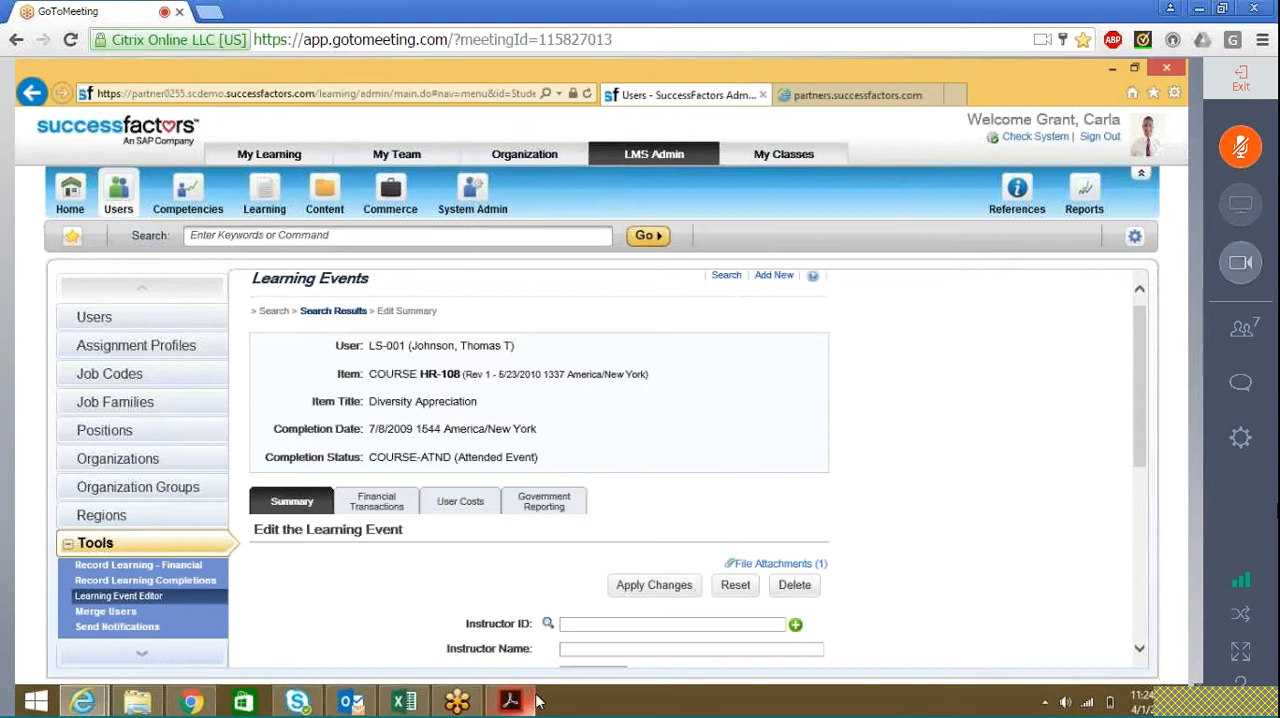 GoToMeeting
Citrix Online LLC [US] https://app.gotomeeting.com/?meetingId=115827013
ABP
G
https://partner0255.scdemo.successfactors.com/learning/admin/main.do#nav=menu&id=Stude
sf Users - SuccessFactors Adm...
partners.successfactors.com
Exit
successfactors™
An SAP Company
Welcome Grant, Carla
Check System | Sign Out
My Learning My Team Organization LMS Admin My Classes
Home Users Competencies Learning Content Commerce System Admin References Reports
Search: Enter Keywords or Command Go
Learning Events
Search | Add New
> Search > Search Results > Edit Summary
Users
Assignment Profiles
Job Codes
Job Families
Positions
Organizations
Organization Groups
Regions
Tools
Record Learning - Financial
Record Learning Completions
Learning Event Editor
Merge Users
Send Notifications
User: LS-001 (Johnson, Thomas T)
Item: COURSE HR-108 (Rev 1 - 5/23/2010 1337 America/New York)
Item Title: Diversity Appreciation
Completion Date: 7/8/2009 1544 America/New York
Completion Status: COURSE-ATND (Attended Event)
Summary Financial Transactions User Costs Government Reporting
Edit the Learning Event
File Attachments (1)
Apply Changes Reset Delete
Instructor ID:
Instructor Name:
7
11:24
4/1/